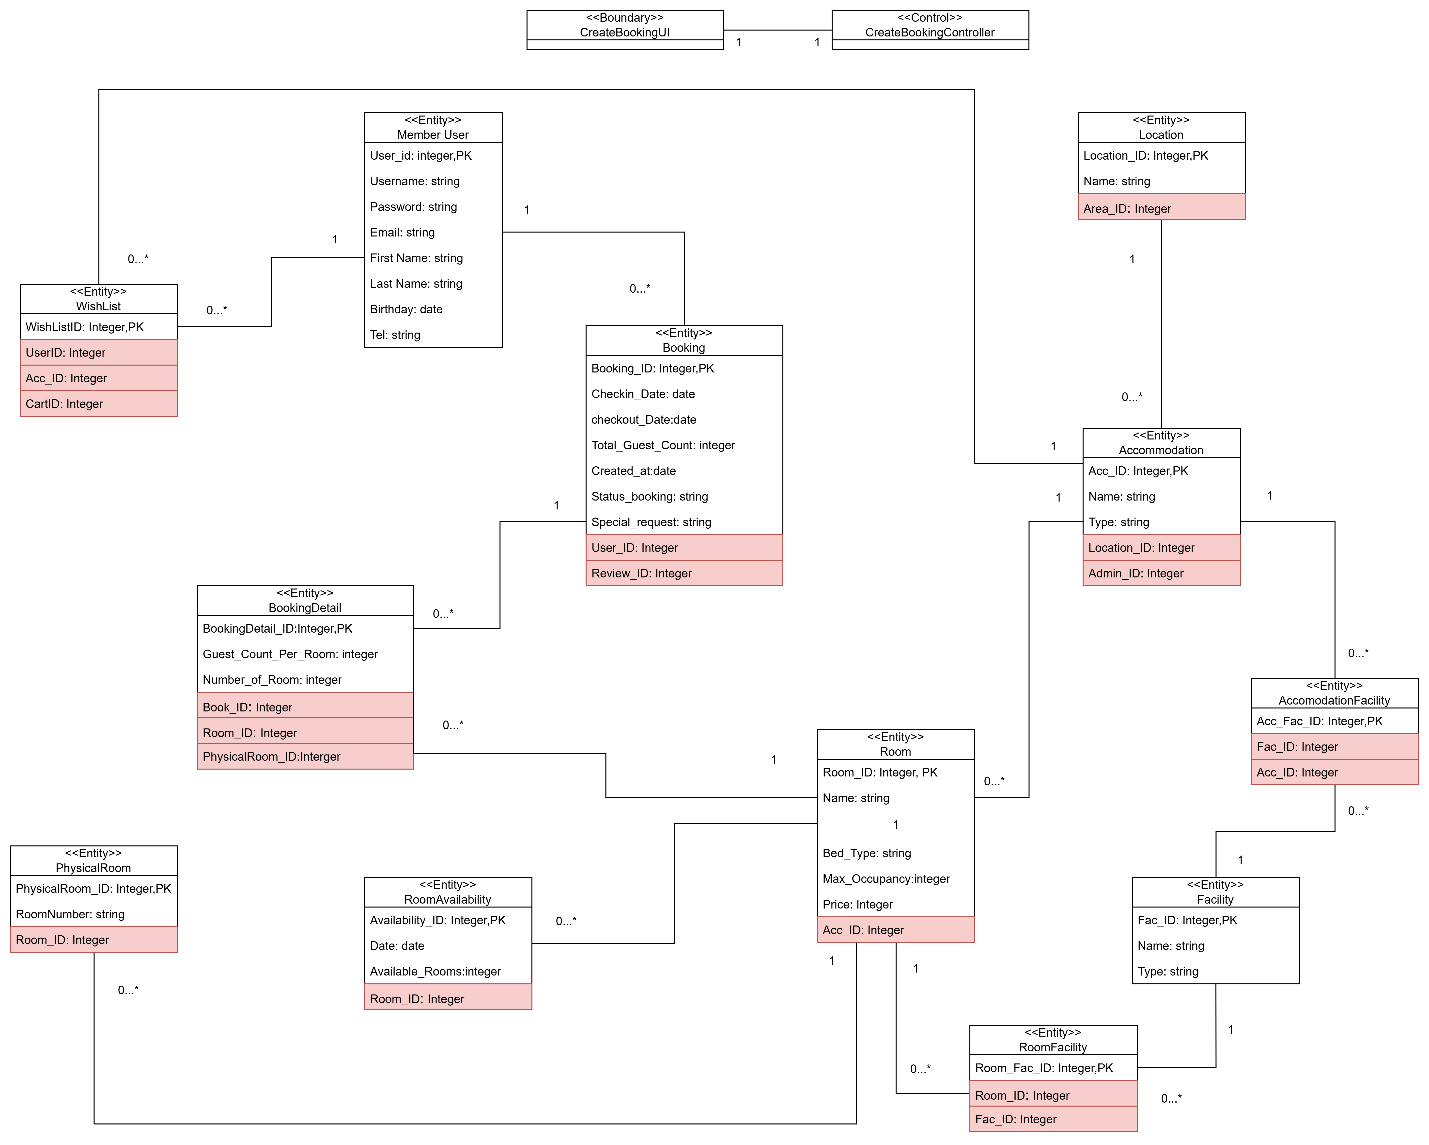 <<Boundary>>
CreateBookingUI
1
1
<<Control>>
CreateBookingController
<<Entity>>
Member User
User_id: integer,PK
Username: string
Password: string
Email: string
First Name: string
Last Name: string
Birthday: date
Tel: string
1
0...*
1
0...*
0...*
<<Entity>>
WishList
WishListID: Integer,PK
UserID: Integer
Acc_ID: Integer
CartID: Integer
<<Entity>>
Location
Location_ID: Integer,PK
Name: string
Area_ID: Integer
1
0...*
<<Entity>>
Booking
Booking_ID: Integer,PK
Checkin_Date: date
checkout_Date:date
Total_Guest_Count: integer
Created_at:date
Status_booking: string
Special_request: string
User_ID: Integer
Review_ID: Integer
1
0...*
<<Entity>>
Accommodation
Acc_ID: Integer,PK
Name: string
Type: string
Location_ID: Integer
Admin_ID: Integer
1
1
1
0...*
<<Entity>>
BookingDetail
BookingDetail_ID:Integer,PK
Guest_Count_Per_Room: integer
Number_of_Room: integer
Book_ID: Integer
Room_ID: Integer
PhysicalRoom_ID:Interger
0...*
1
<<Entity>>
AccomodationFacility
Acc_Fac_ID: Integer,PK
Fac_ID: Integer
Acc_ID: Integer
0...*
1
<<Entity>>
Room
Room_ID: Integer, PK
Name: string
1
Bed_Type: string
Max_Occupancy:integer
Price: Integer
Acc_ID: Integer
0...*
1
1
<<Entity>>
PhysicalRoom
PhysicalRoom_ID: Integer,PK
RoomNumber: string
Room_ID: Integer
0...*
<<Entity>>
RoomAvailability
Availability_ID: Integer,PK
Date: date
Available_Rooms:integer
Room_ID: Integer
0...*
<<Entity>>
Facility
Fac_ID: Integer,PK
Name: string
Type: string
1
<<Entity>>
RoomFacility
Room_Fac_ID: Integer,PK
Room_ID: Integer
Fac_ID: Integer
0...*
0...*